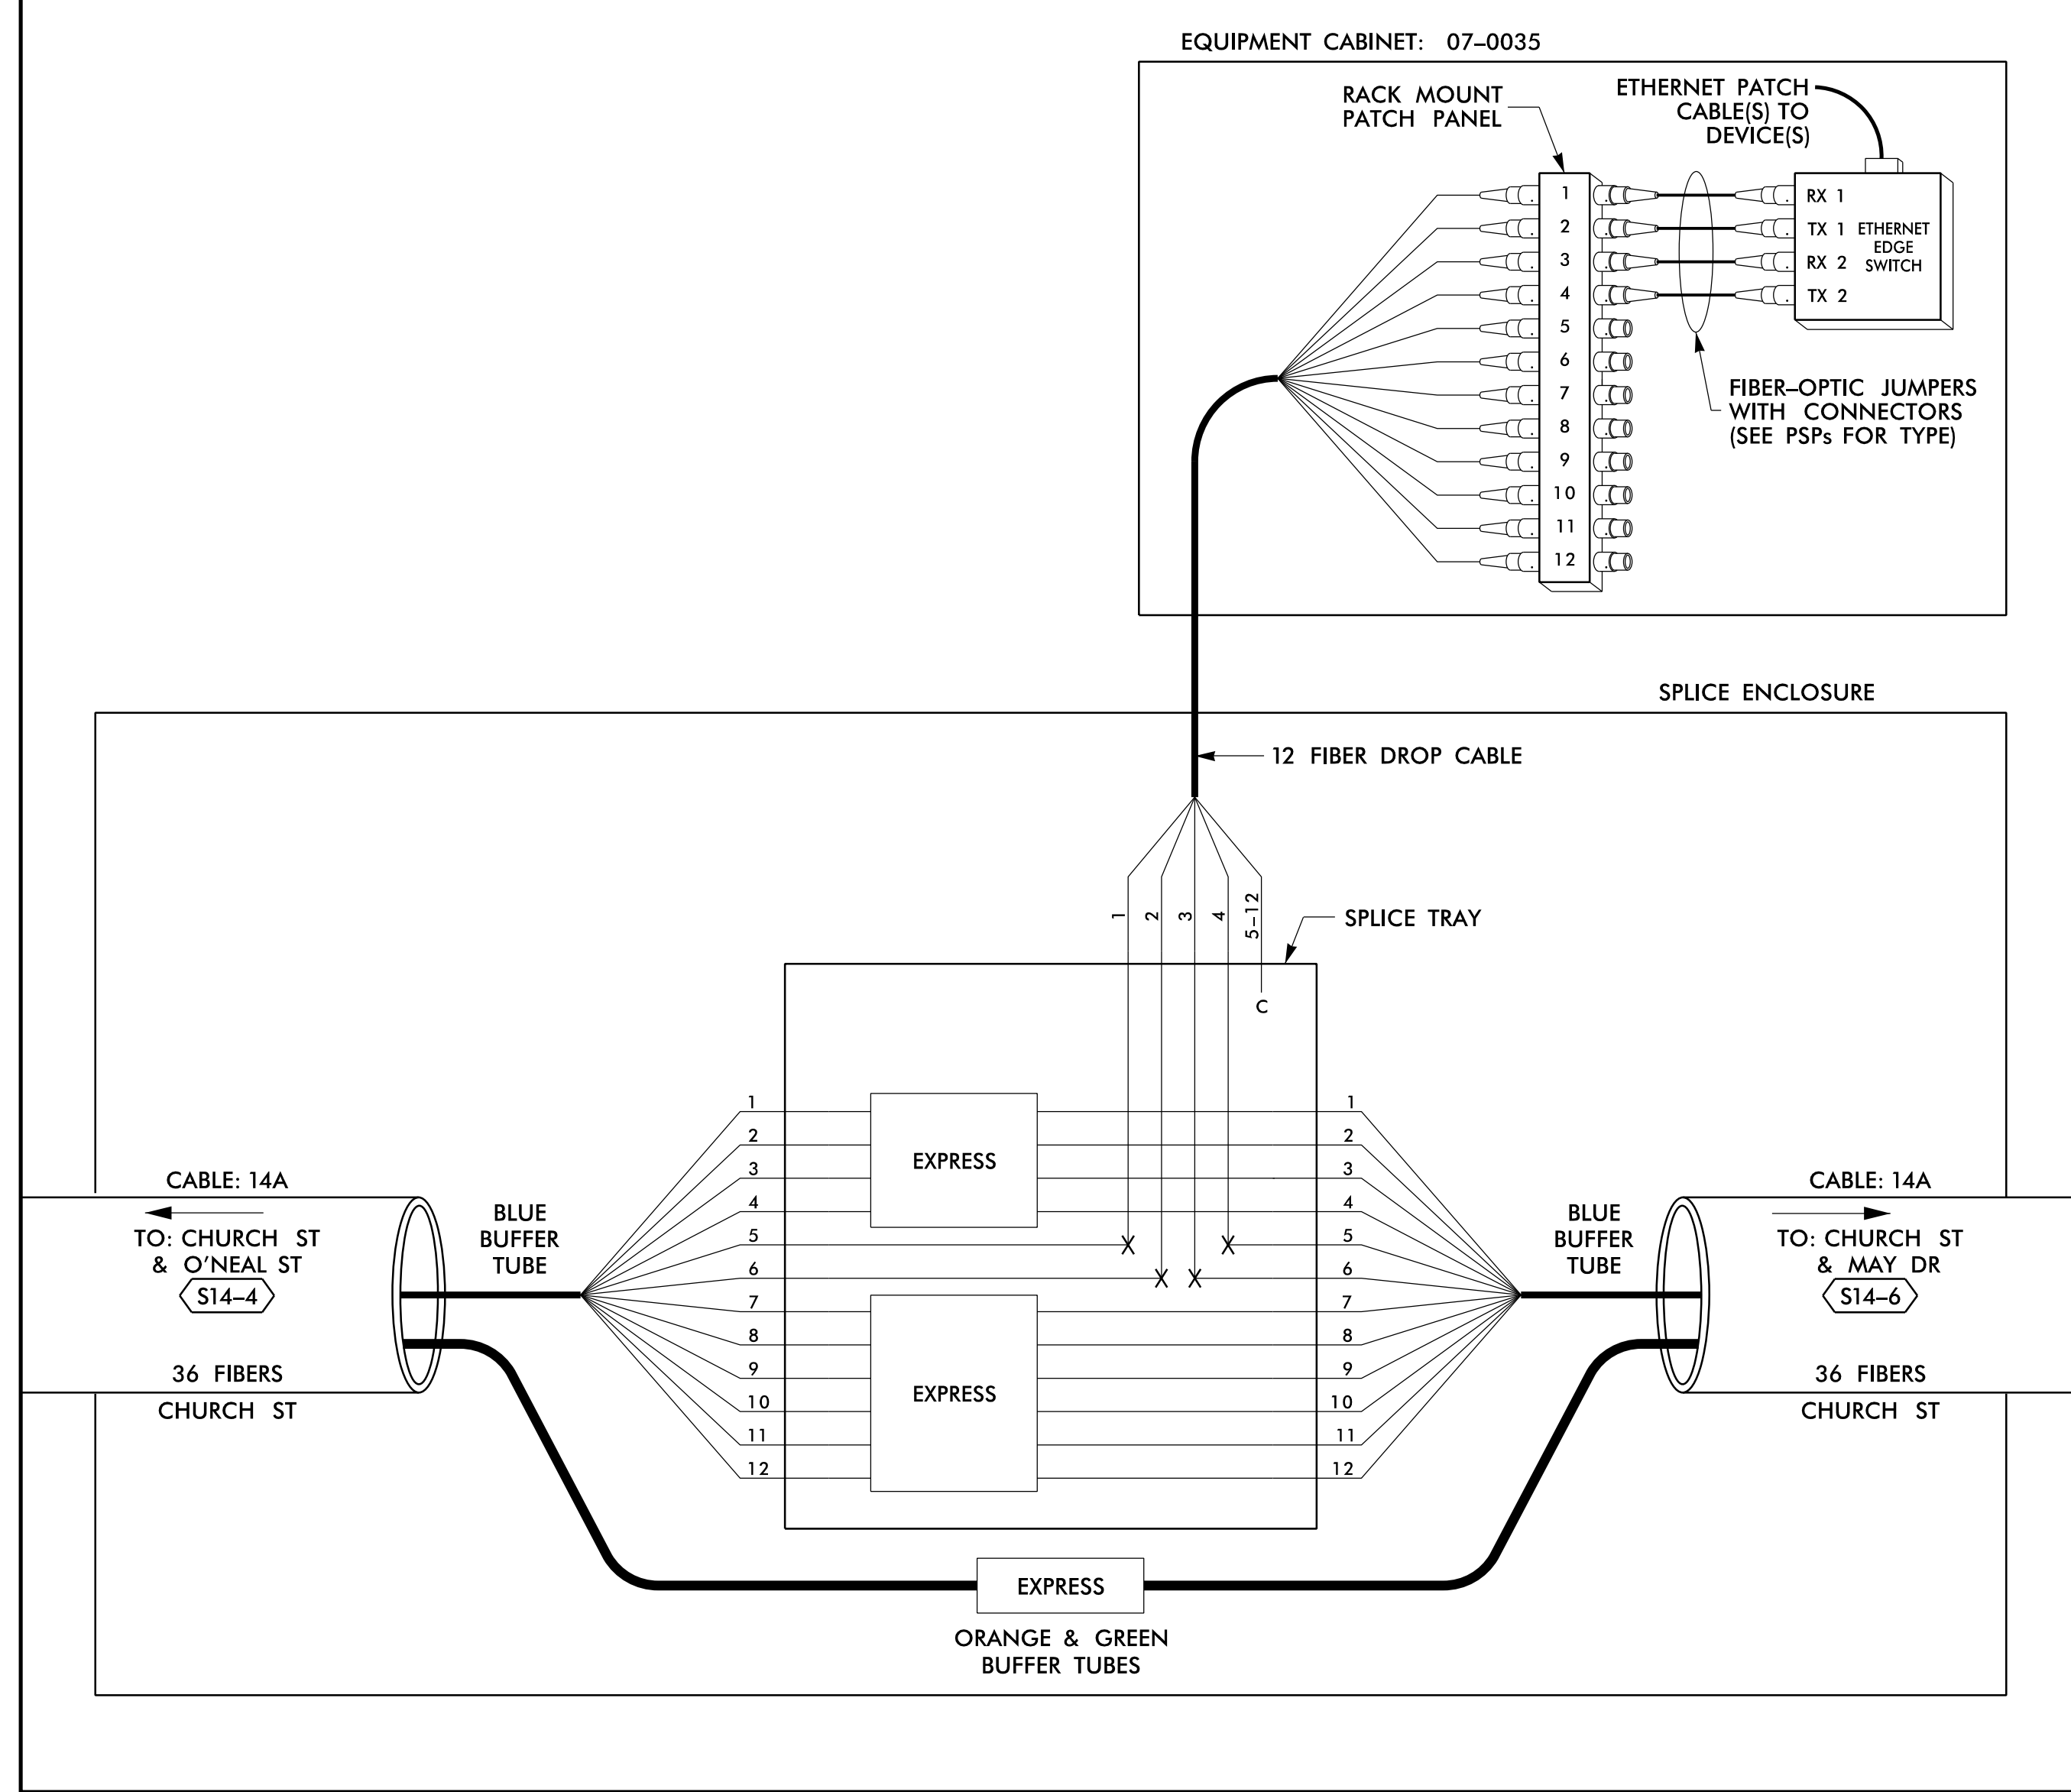 EQUIPMENT CABINET: 07–0035
RACK MOUNT
PATCH PANEL
ETHERNET PATCH
CABLE(S) TO
DEVICE(S)
1
2
3
4
5
6
7
8
9
10
11
12
RX 1
TX 1
RX 2
TX 2
ETHERNET
EDGE
SWITCH
FIBER–OPTIC JUMPERS
WITH CONNECTORS
(SEE PSPs FOR TYPE)
SPLICE ENCLOSURE
12 FIBER DROP CABLE
1
2
3
4
5–12
SPLICE TRAY
C
CABLE: 14A
TO: CHURCH ST
& O'NEAL ST
S14–4
36 FIBERS
CHURCH ST
BLUE
BUFFER
TUBE
1
2
3
4
5
6
7
8
9
10
11
12
EXPRESS
EXPRESS
1
2
3
4
5
6
7
8
9
10
11
12
BLUE
BUFFER
TUBE
CABLE: 14A
TO: CHURCH ST
& MAY DR
S14–6
36 FIBERS
CHURCH ST
EXPRESS
ORANGE & GREEN
BUFFER TUBES